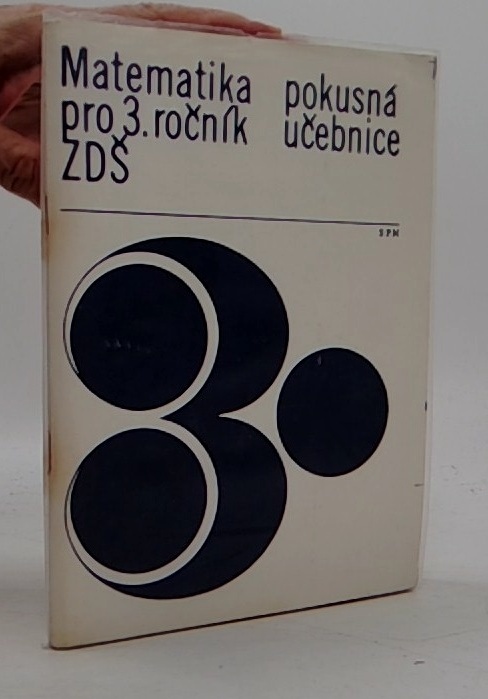 Matematika pokusná
pro 3. ročník učebnice
ZDŠ
SPN
3.